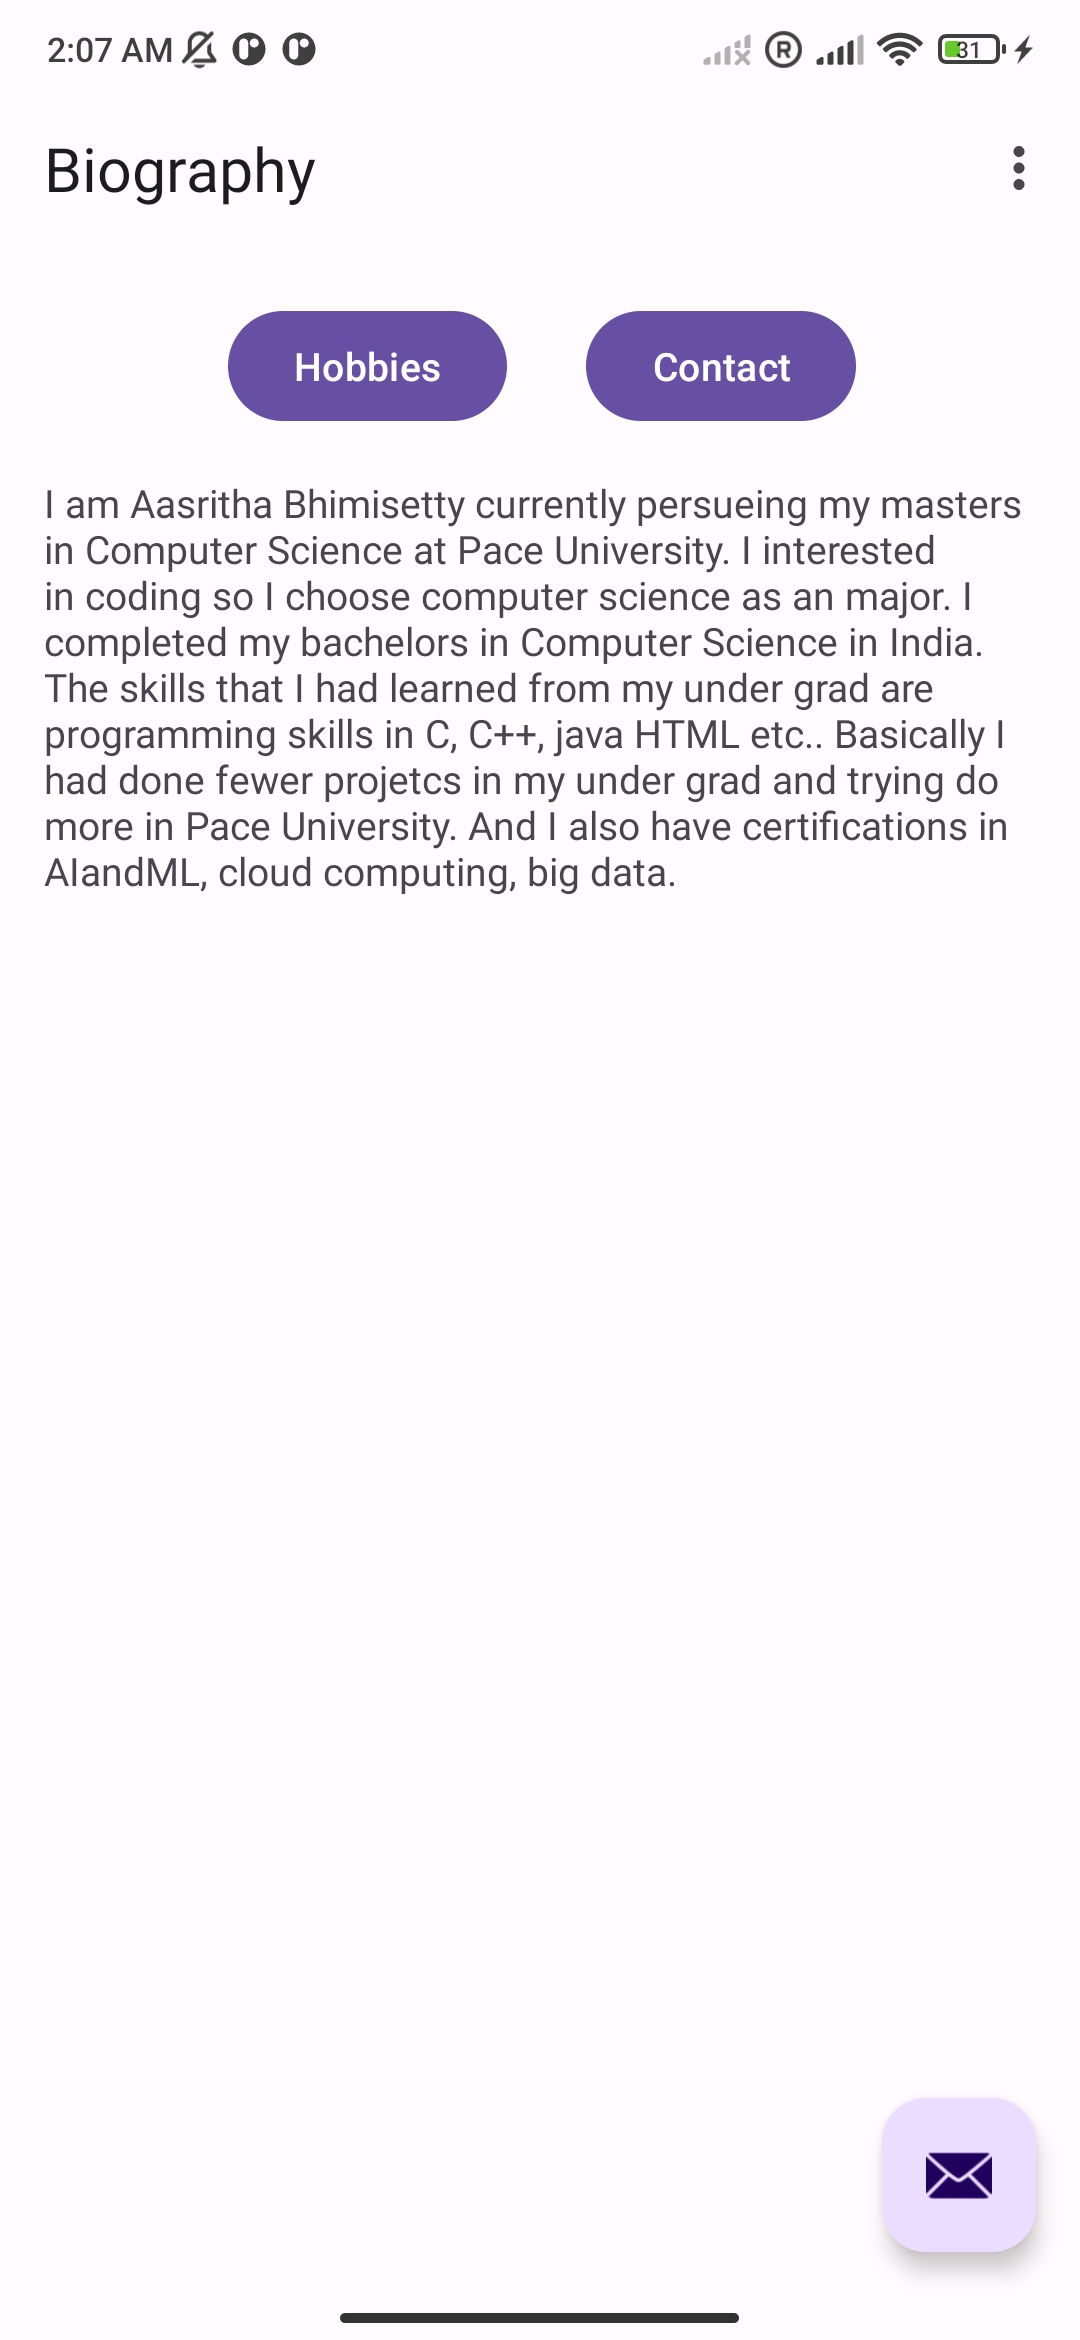 2:07 AM
R
31
Biography
Hobbies
Contact
I am Aasritha Bhimisetty currently persueing my masters
in Computer Science at Pace University. I interested
in coding so I choose computer science as an major. I
completed my bachelors in Computer Science in India.
The skills that I had learned from my under grad are
programming skills in C, C++, java HTML etc.. Basically I
had done fewer projetcs in my under grad and trying do
more in Pace University. And I also have certifications in
AIandML, cloud computing, big data.